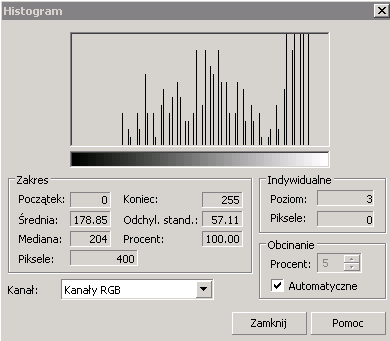 Histogram
Zakres
Początek: 0 Koniec: 255
Średnia: 178.85 Odchyl. stand.: 57.11
Mediana: 204 Procent: 100.00
Piksele: 400
Indywidualne
Poziom: 3
Piksele: 0
Obcinanie
Procent: 5
Automatyczne
Kanał: Kanały RGB
Zamknij Pomoc